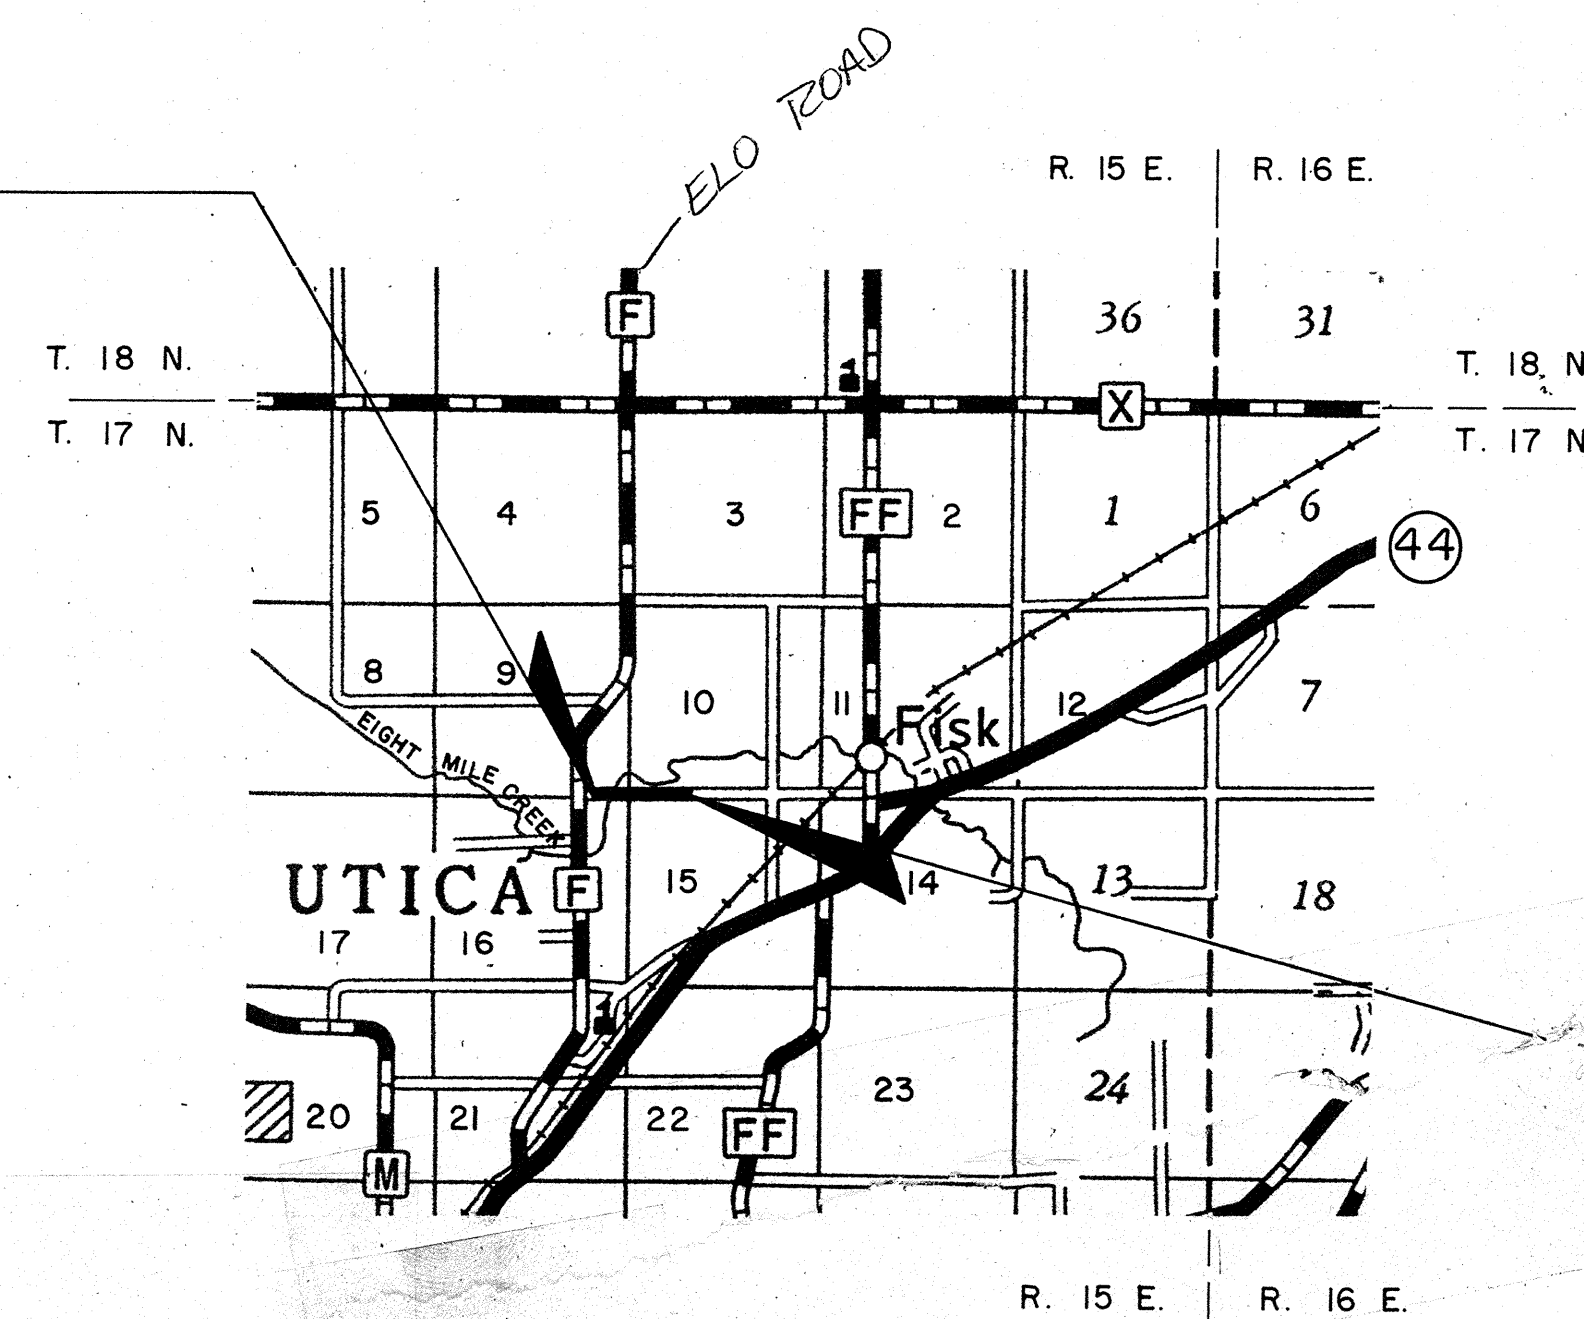 ELO ROAD
R. 15 E. R. 16 E.
F
36 31
T. 18 N. T. 18 N
X
T. 17 N. T. 17 N
5 4 3 FF 2 1 6
44
8 9 10 11 Fisk 12 7
EIGHT MILE CREEK
UTICA F 15 14 13 18
17 16
20 21 22 23 24
FF
M
R. 15 E. R. 16 E.